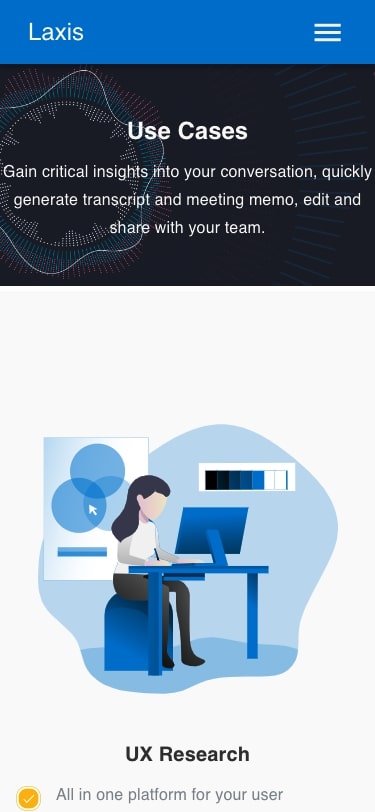 Laxis
Use Cases
Gain critical insights into your conversation, quickly
generate transcript and meeting memo, edit and
share with your team.
UX Research
All in one platform for your user